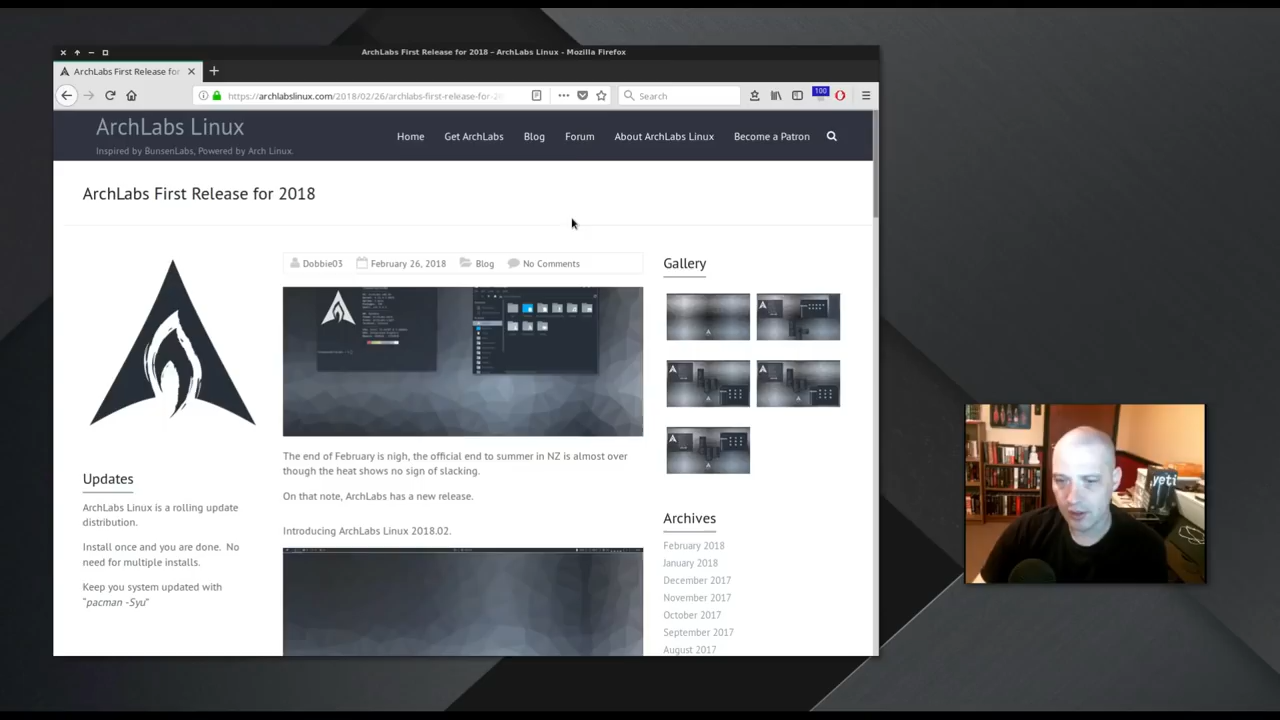 ArchLabs First Release for 2018 – ArchLabs Linux - Mozilla Firefox
ArchLabs First Release for
https://archlabslinux.com/2018/02/26/archlabs-first-release-for-2
Search
100
ArchLabs Linux
Inspired by BunsenLabs, Powered by Arch Linux.
Home Get ArchLabs Blog Forum About ArchLabs Linux Become a Patron
ArchLabs First Release for 2018
Dobbie03 February 26, 2018 Blog No Comments
The end of February is nigh, the official end to summer in NZ is almost over
though the heat shows no sign of slacking.
On that note, ArchLabs has a new release.
Introducing ArchLabs Linux 2018.02.
Updates
ArchLabs Linux is a rolling update
distribution.
Install once and you are done. No
need for multiple installs.
Keep you system updated with
“pacman -Syu”
Gallery
Archives
February 2018
January 2018
December 2017
November 2017
October 2017
September 2017
August 2017
yeti